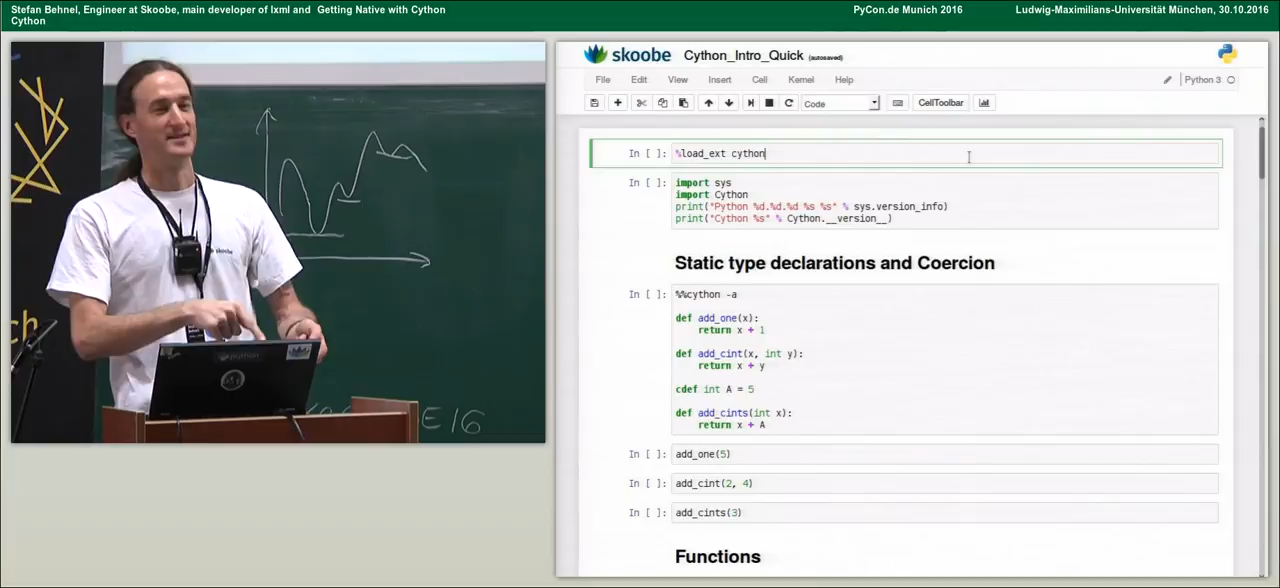 Stefan Behnel, Engineer at Skoobe, main developer of lxml and Cython
Getting Native with Cython
PyCon.de Munich 2016
Ludwig-Maximilians-Universität München, 30.10.2016
skoobe
python
E16
skoobe Cython_Intro_Quick (autosaved)
File Edit View Insert Cell Kernel Help
Python 3
Code
CellToolbar
In [ ]: %load_ext cython
In [ ]: import sys
import Cython
print("Python %d.%d.%d %s %s" % sys.version_info)
print("Cython %s" % Cython.__version__)
Static type declarations and Coercion
In [ ]: %%cython -a
def add_one(x):
    return x + 1
def add_cint(x, int y):
    return x + y
cdef int A = 5
def add_cints(int x):
    return x + A
In [ ]: add_one(5)
In [ ]: add_cint(2, 4)
In [ ]: add_cints(3)
Functions